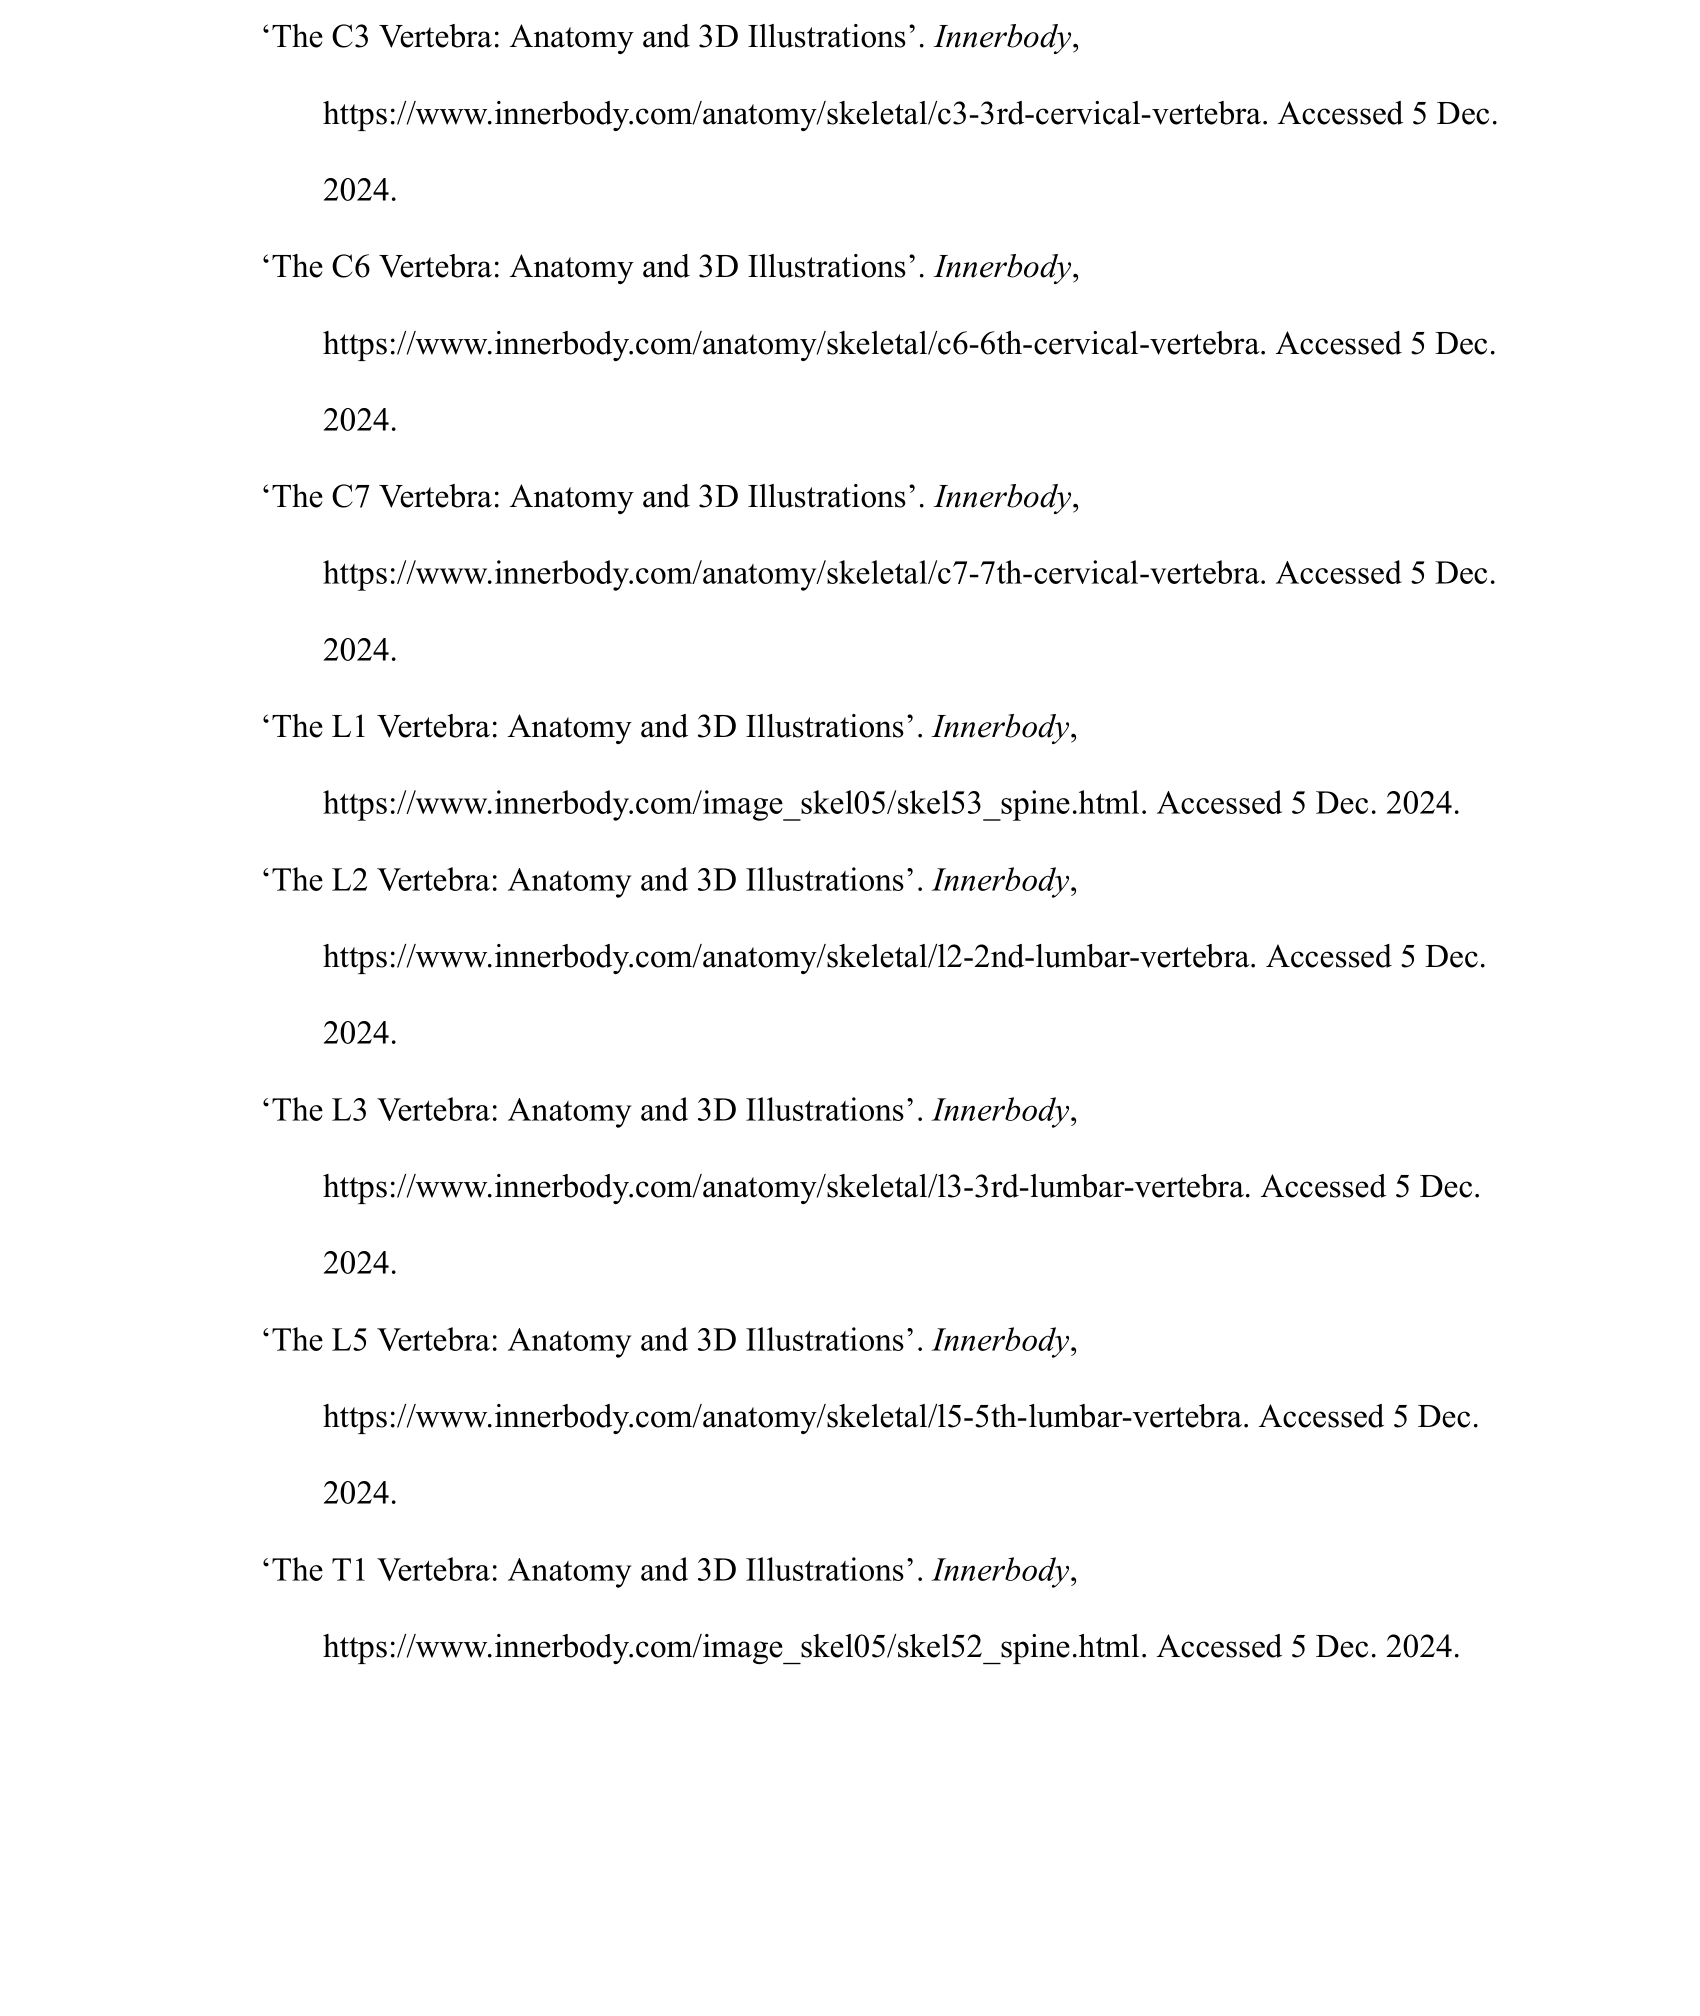 ‘The C3 Vertebra: Anatomy and 3D Illustrations’. Innerbody,
https://www.innerbody.com/anatomy/skeletal/c3-3rd-cervical-vertebra. Accessed 5 Dec.
2024.
‘The C6 Vertebra: Anatomy and 3D Illustrations’. Innerbody,
https://www.innerbody.com/anatomy/skeletal/c6-6th-cervical-vertebra. Accessed 5 Dec.
2024.
‘The C7 Vertebra: Anatomy and 3D Illustrations’. Innerbody,
https://www.innerbody.com/anatomy/skeletal/c7-7th-cervical-vertebra. Accessed 5 Dec.
2024.
‘The L1 Vertebra: Anatomy and 3D Illustrations’. Innerbody,
https://www.innerbody.com/image_skel05/skel53_spine.html. Accessed 5 Dec. 2024.
‘The L2 Vertebra: Anatomy and 3D Illustrations’. Innerbody,
https://www.innerbody.com/anatomy/skeletal/l2-2nd-lumbar-vertebra. Accessed 5 Dec.
2024.
‘The L3 Vertebra: Anatomy and 3D Illustrations’. Innerbody,
https://www.innerbody.com/anatomy/skeletal/l3-3rd-lumbar-vertebra. Accessed 5 Dec.
2024.
‘The L5 Vertebra: Anatomy and 3D Illustrations’. Innerbody,
https://www.innerbody.com/anatomy/skeletal/l5-5th-lumbar-vertebra. Accessed 5 Dec.
2024.
‘The T1 Vertebra: Anatomy and 3D Illustrations’. Innerbody,
https://www.innerbody.com/image_skel05/skel52_spine.html. Accessed 5 Dec. 2024.